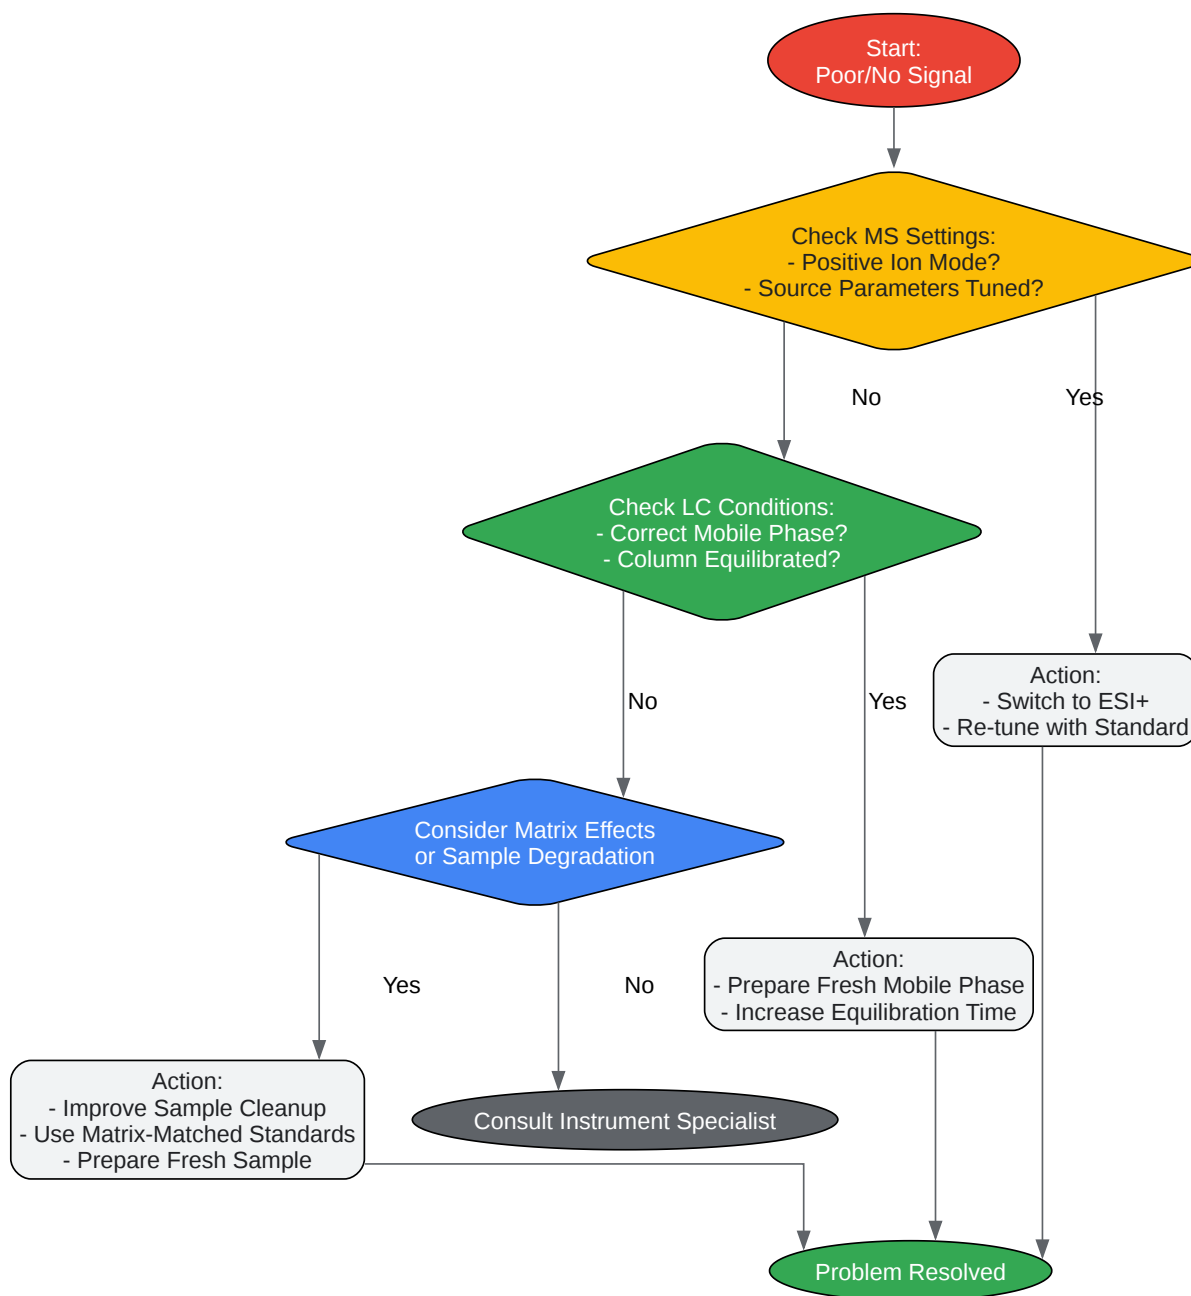 Start:
Poor/No Signal
Check MS Settings:
- Positive Ion Mode?
- Source Parameters Tuned?
No
Yes
Check LC Conditions:
- Correct Mobile Phase?
- Column Equilibrated?
Action:
- Switch to ESI+
- Re-tune with Standard
No
Yes
Consider Matrix Effects
or Sample Degradation
Action:
- Prepare Fresh Mobile Phase
- Increase Equilibration Time
Yes
No
Action:
- Improve Sample Cleanup
- Use Matrix-Matched Standards
- Prepare Fresh Sample
Consult Instrument Specialist
Problem Resolved